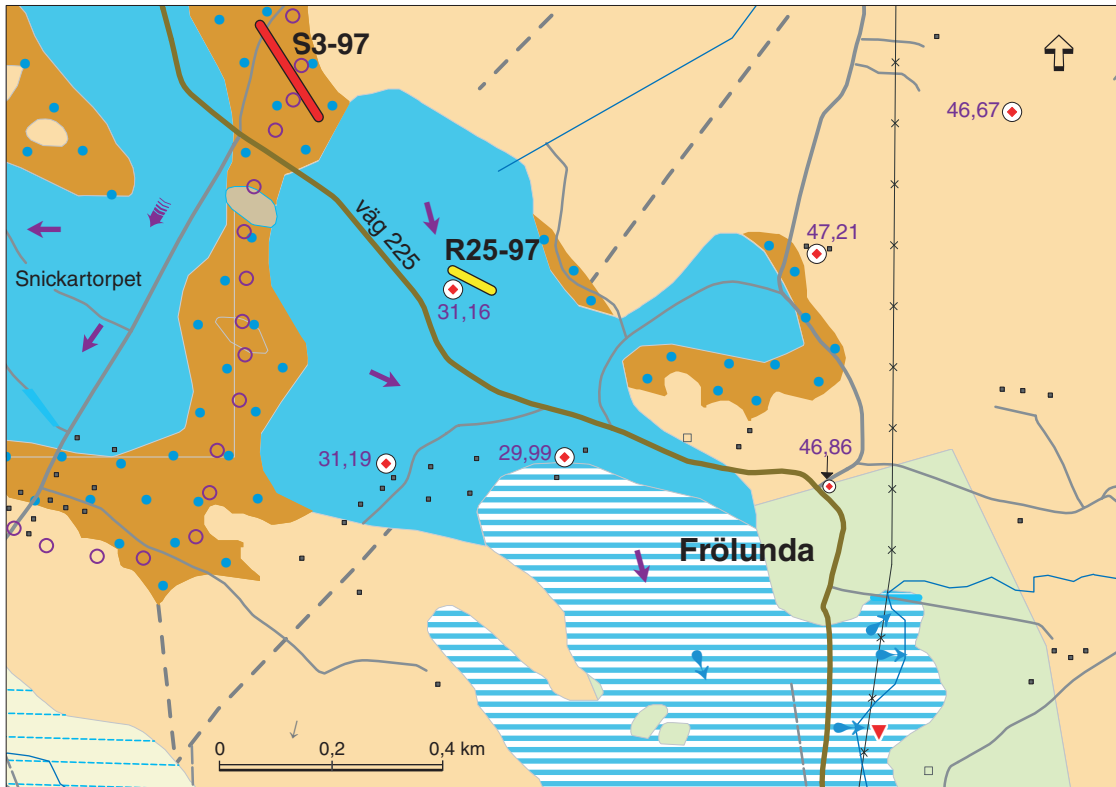 S3-97
46,67
väg 225
47,21
R25-97
Snickartorpet
31,16
46,86
31,19
29,99
Frölunda
0
0,2
0,4 km